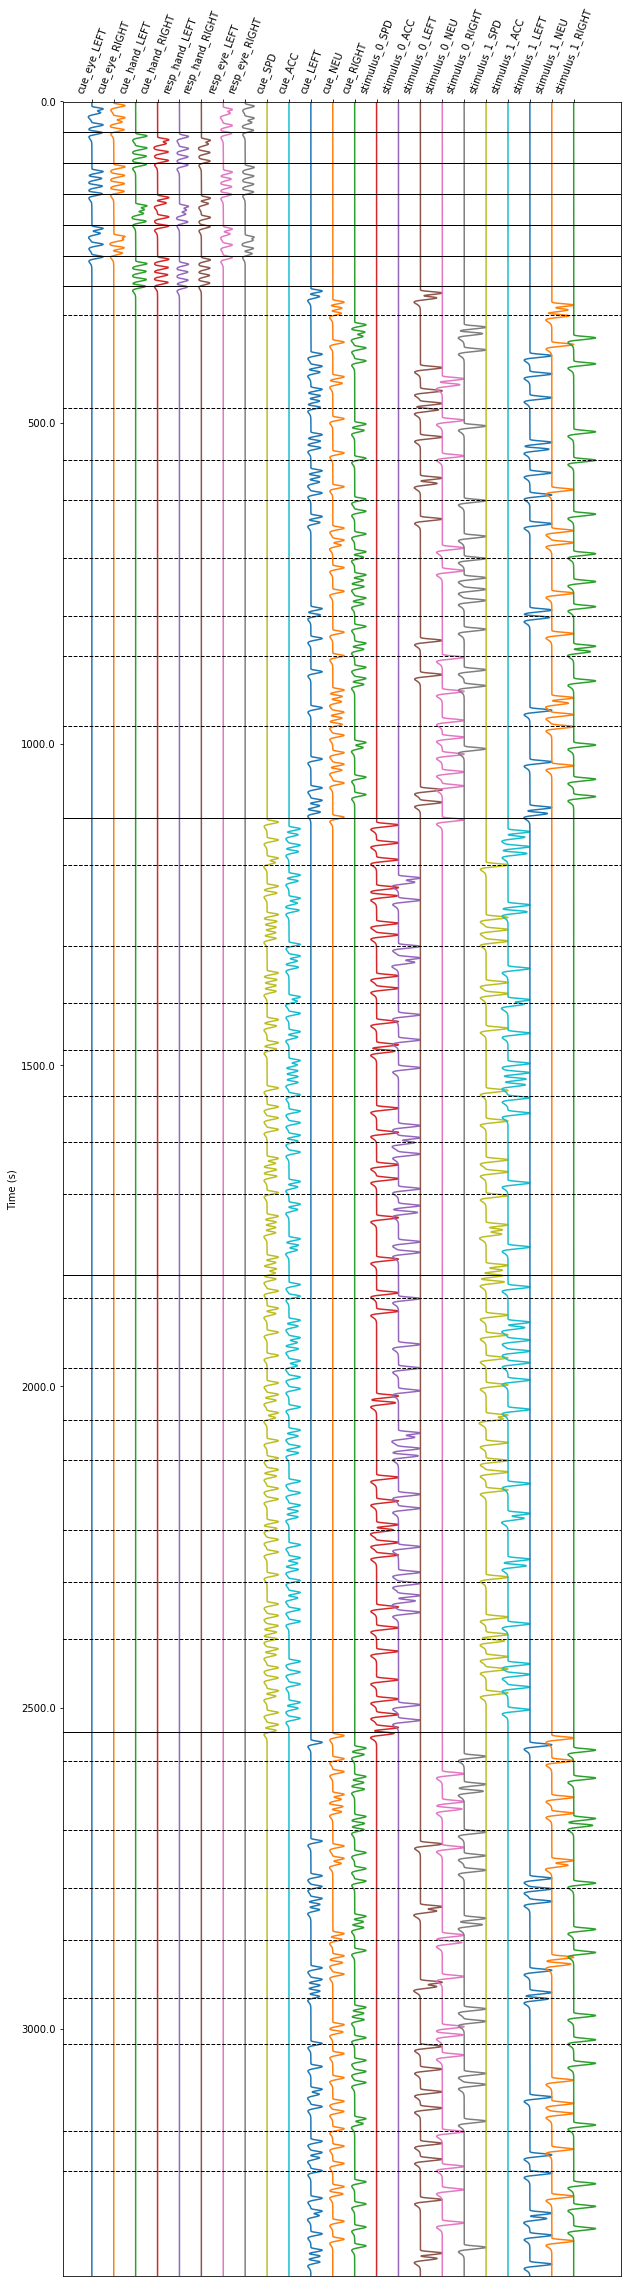 cue_eye_LEFT
cue_eye_RIGHT
cue_hand_LEFT
cue_hand_RIGHT
resp_hand_LEFT
resp_hand_RIGHT
resp_eye_LEFT
resp_eye_RIGHT
cue_SPD
cue_ACC
cue_LEFT
cue_NEU
cue_RIGHT
stimulus_0_SPD
stimulus_0_ACC
stimulus_0_LEFT
stimulus_0_NEU
stimulus_0_RIGHT
stimulus_1_SPD
stimulus_1_ACC
stimulus_1_LEFT
stimulus_1_NEU
stimulus_1_RIGHT
0.0
500.0
1000.0
1500.0
Time (s)
2000.0
2500.0
3000.0